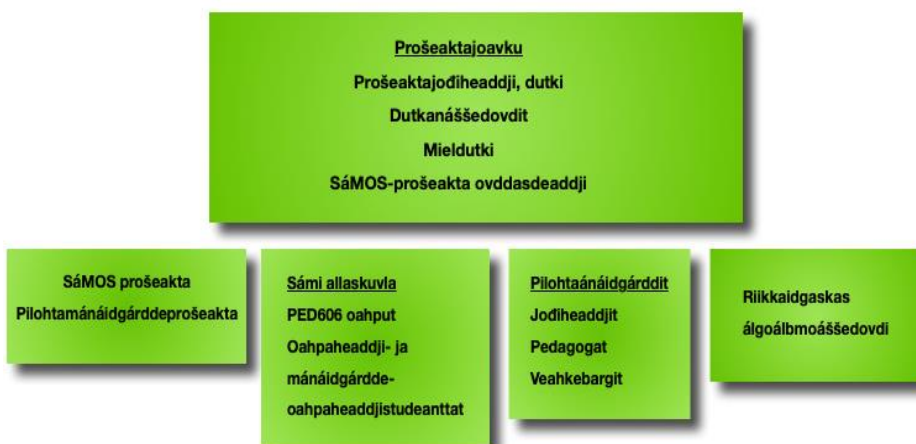 Prošeaktajoavku
Prošeaktajođiheaddji, dutki
Dutkanáššedovdit
Mieldutki
SáMOS-prošeakta ovddasdeaddji
SáMOS prošeakta
Pilohtamánáidgárddeprošeakta
Sámi allaskuvla
PED606 oahput
Oahpaheaddji- ja
mánáidgárdde-
oahpaheaddjistudeanttat
Pilohtaánáidgárddit
Jođiheaddjit
Pedagogat
Veahkebargit
Riikkaidgaskas
álgoálbmoáššedovdi